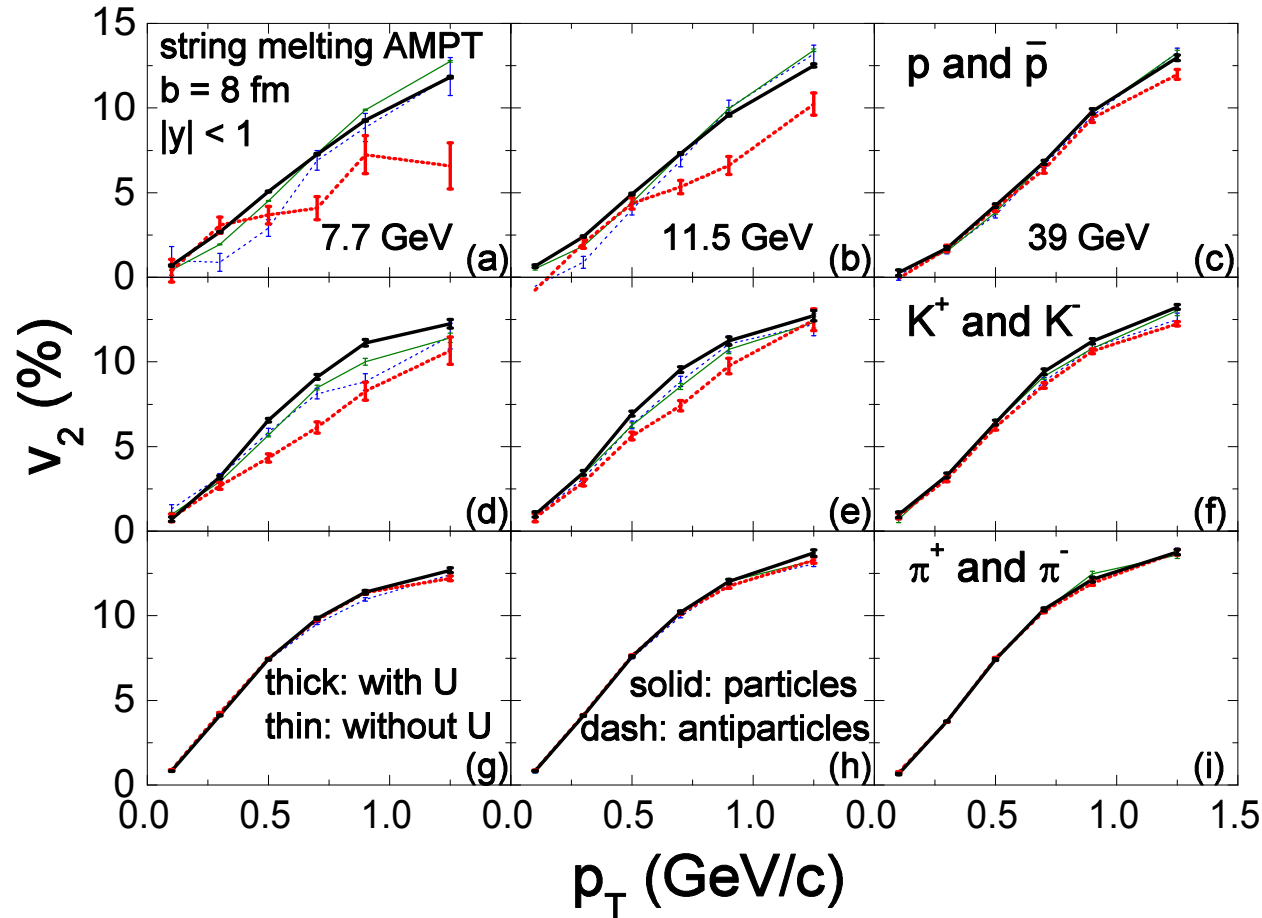 15
string melting AMPT
b = 8 fm
|y| < 1
p and p̄
10
5
7.7 GeV
11.5 GeV
39 GeV
0
(a)
(b)
(c)
K⁺ and K⁻
10
5
0
(d)
(e)
(f)
π⁺ and π⁻
10
5
thick: with U
thin: without U
solid: particles
dash: antiparticles
0
(g)
(h)
(i)
0.0 0.5 1.0 0.0 0.5 1.0 0.0 0.5 1.0 1.5
v₂ (%)
p_T (GeV/c)